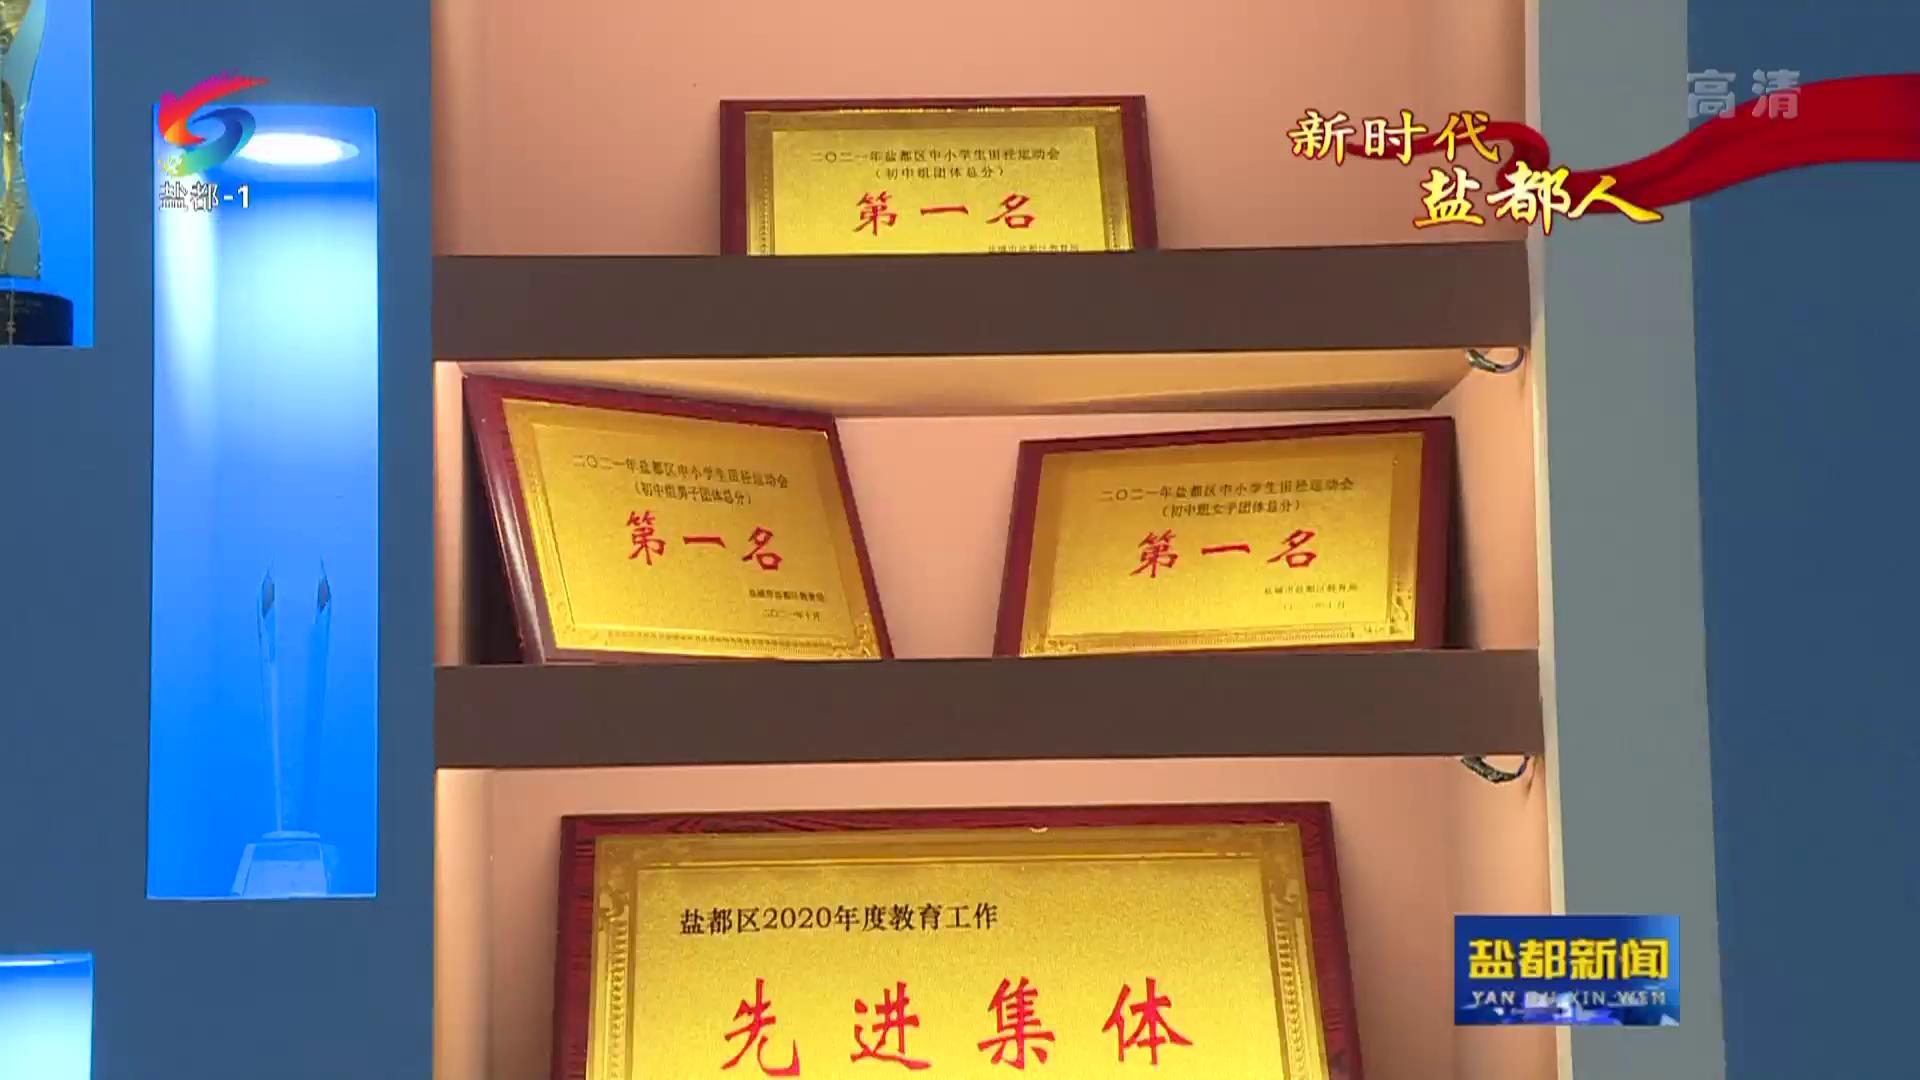 盐都-1
高清
新时代
盐都人
二〇二一年盐都区中小学生田径运动会
（初中组团体总分）
第一名
盐城市盐都区教育局
二〇二一年盐都区中小学生田径运动会
（初中组男子团体总分）
第一名
盐城市盐都区教育局
二〇二一年十月
二〇二一年盐都区中小学生田径运动会
（初中组女子团体总分）
第一名
盐城市盐都区教育局
二〇二一年十月
盐都区2020年度教育工作
先进集体
盐都新闻
YAN DU XIN WEN